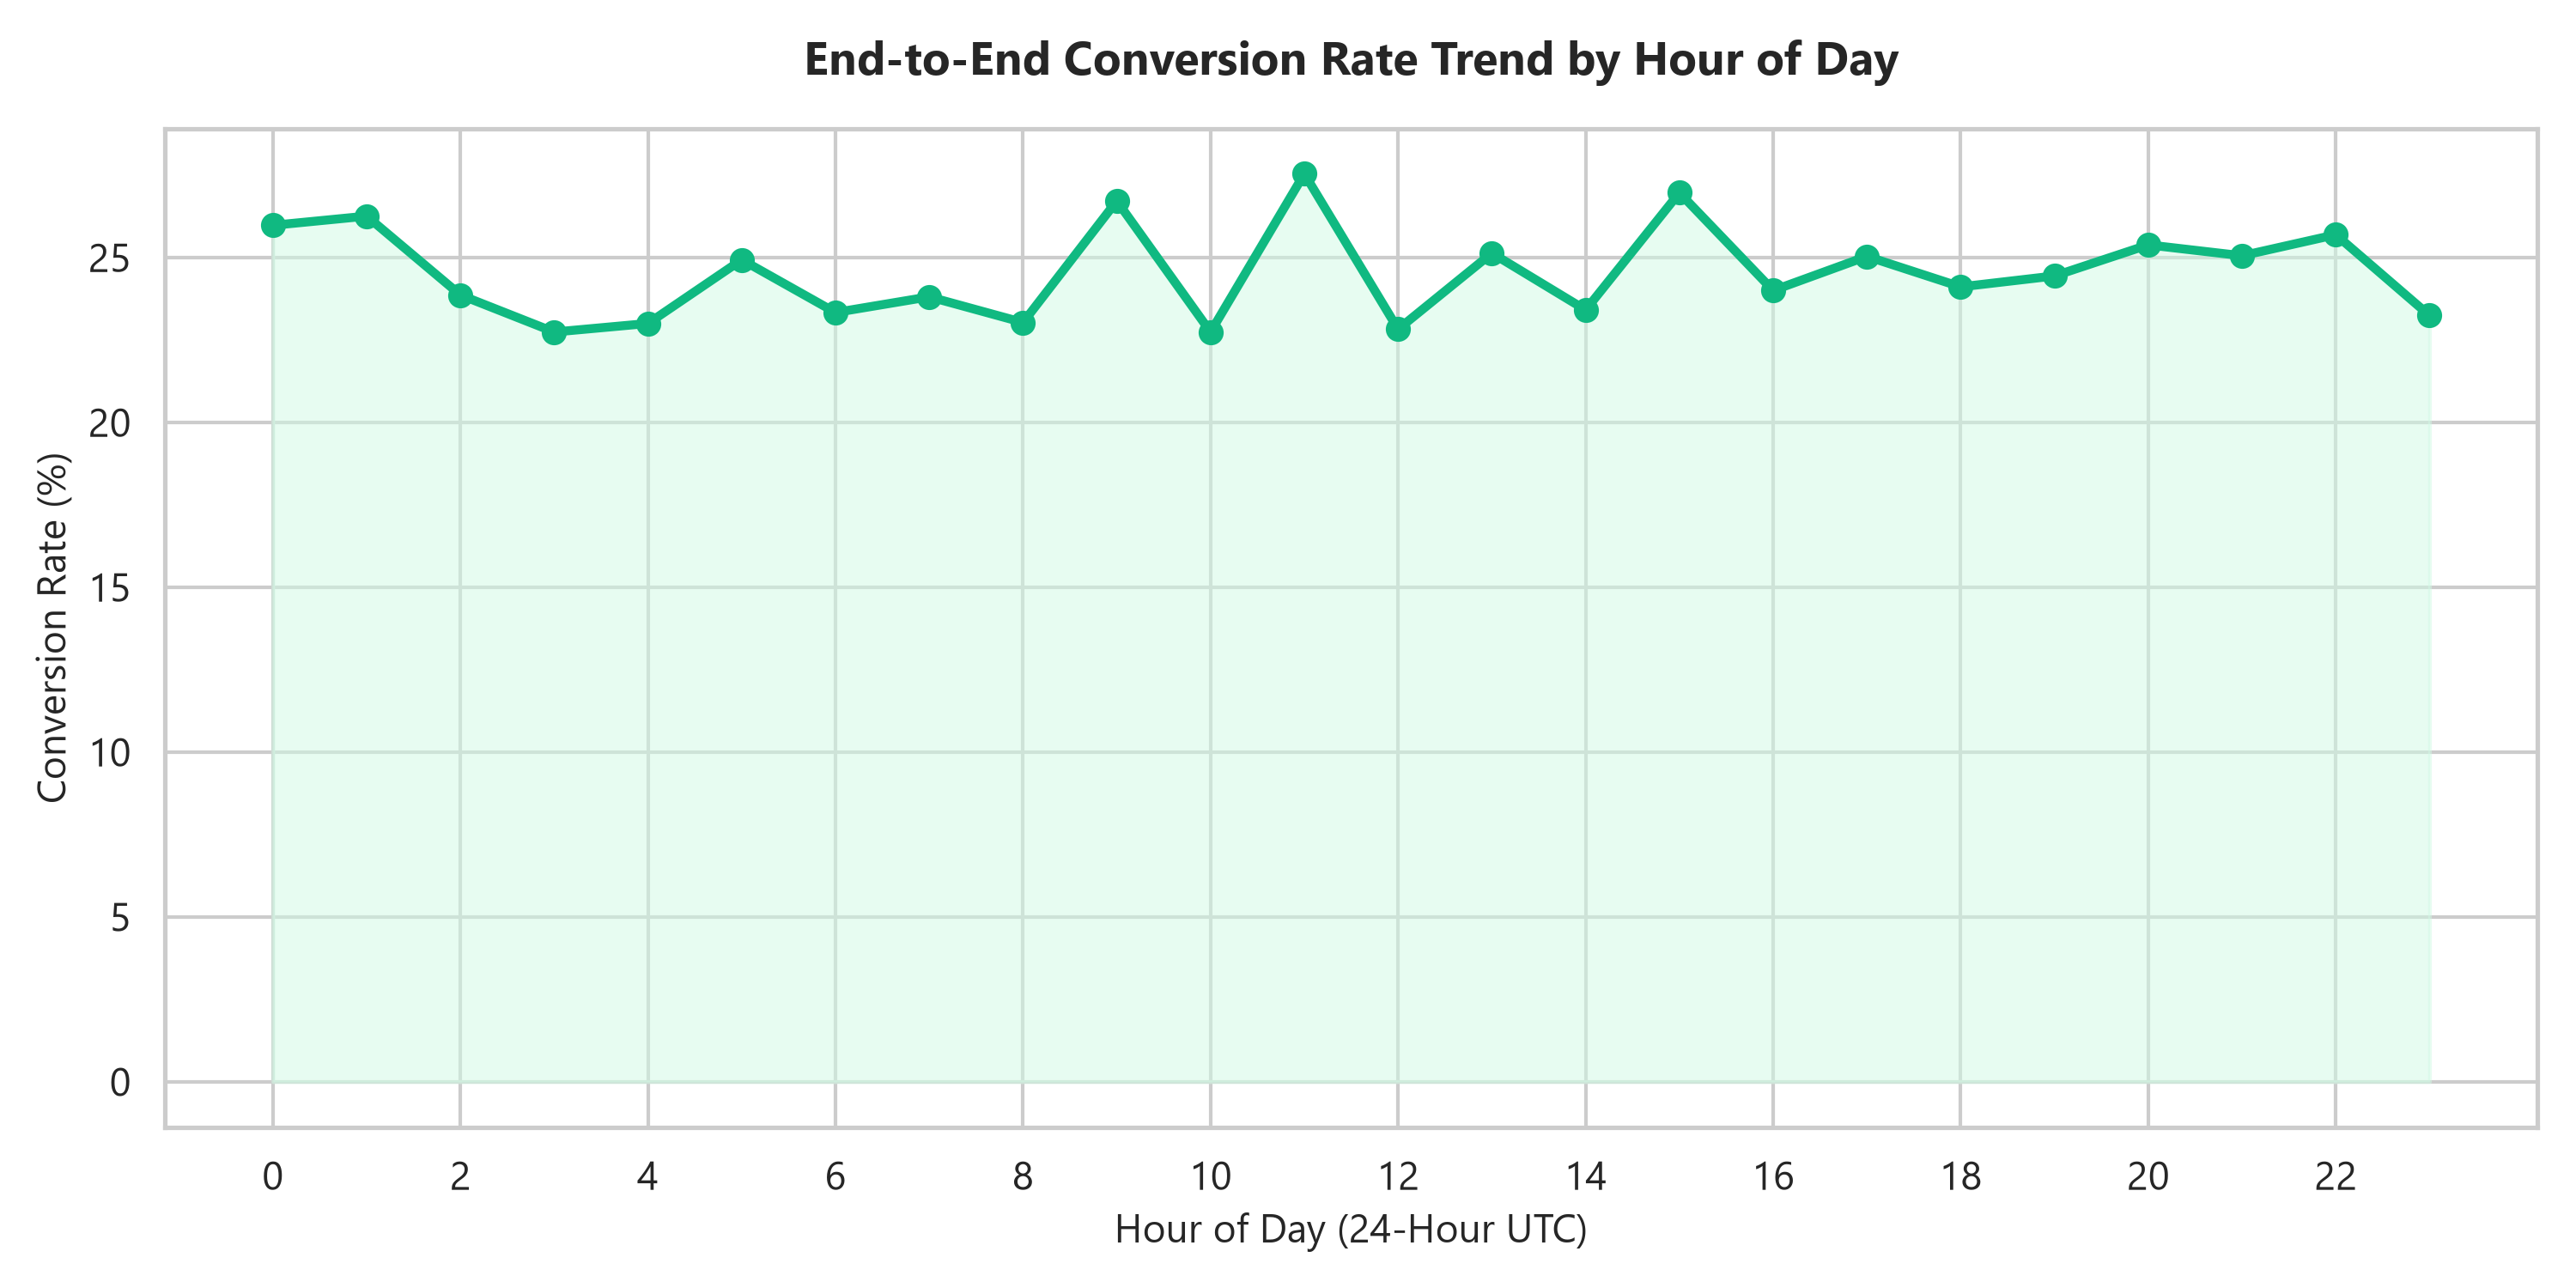 End-to-End Conversion Rate Trend by Hour of Day
Conversion Rate (%)
25
20
15
10
5
0
0 2 4 6 8 10 12 14 16 18 20 22
Hour of Day (24-Hour UTC)